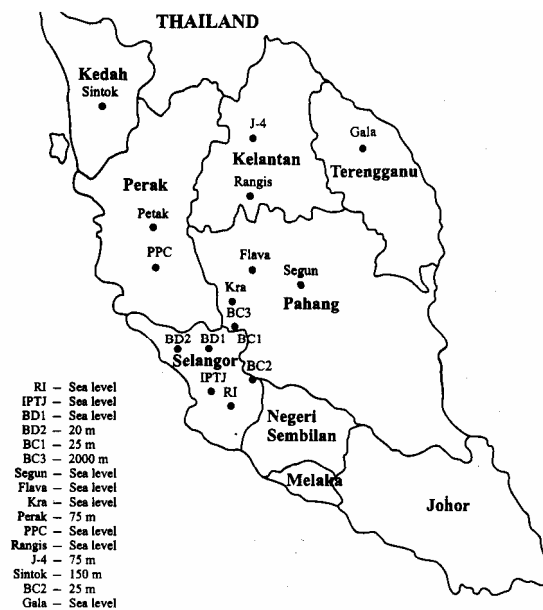 THAILAND
Kedah
Sintok
J-4
Kelantan
Gala
Terengganu
Perak
Rangis
Petak
PPC
Flava
Segun
Kra
Pahang
BC3
BD2
BD1
BC1
Selangor
IPTJ
BC2
RI
Negeri
Sembilan
Melaka
Johor
RI – Sea level
IPTJ – Sea level
BD1 – Sea level
BD2 – 20 m
BC1 – 25 m
BC3 – 2000 m
Segun – Sea level
Flava – Sea level
Kra – Sea level
Perak – 75 m
PPC – Sea level
Rangis – Sea level
J-4 – 75 m
Sintok – 150 m
BC2 – 25 m
Gala – Sea level